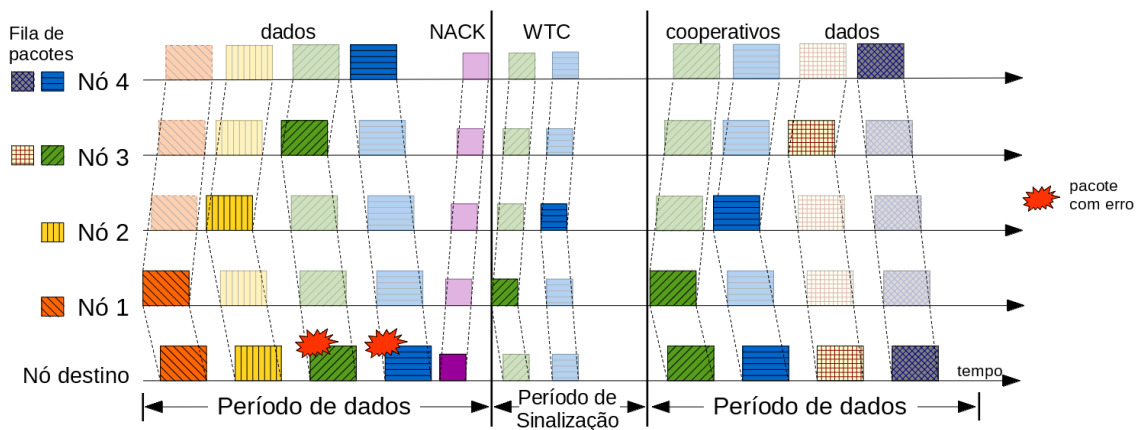 Fila de
pacotes
dados
NACK
WTC
cooperativos
dados
Nó 4
Nó 3
Nó 2
Nó 1
Nó destino
pacote
com erro
tempo
Período de dados
Período de
Sinalização
Período de dados